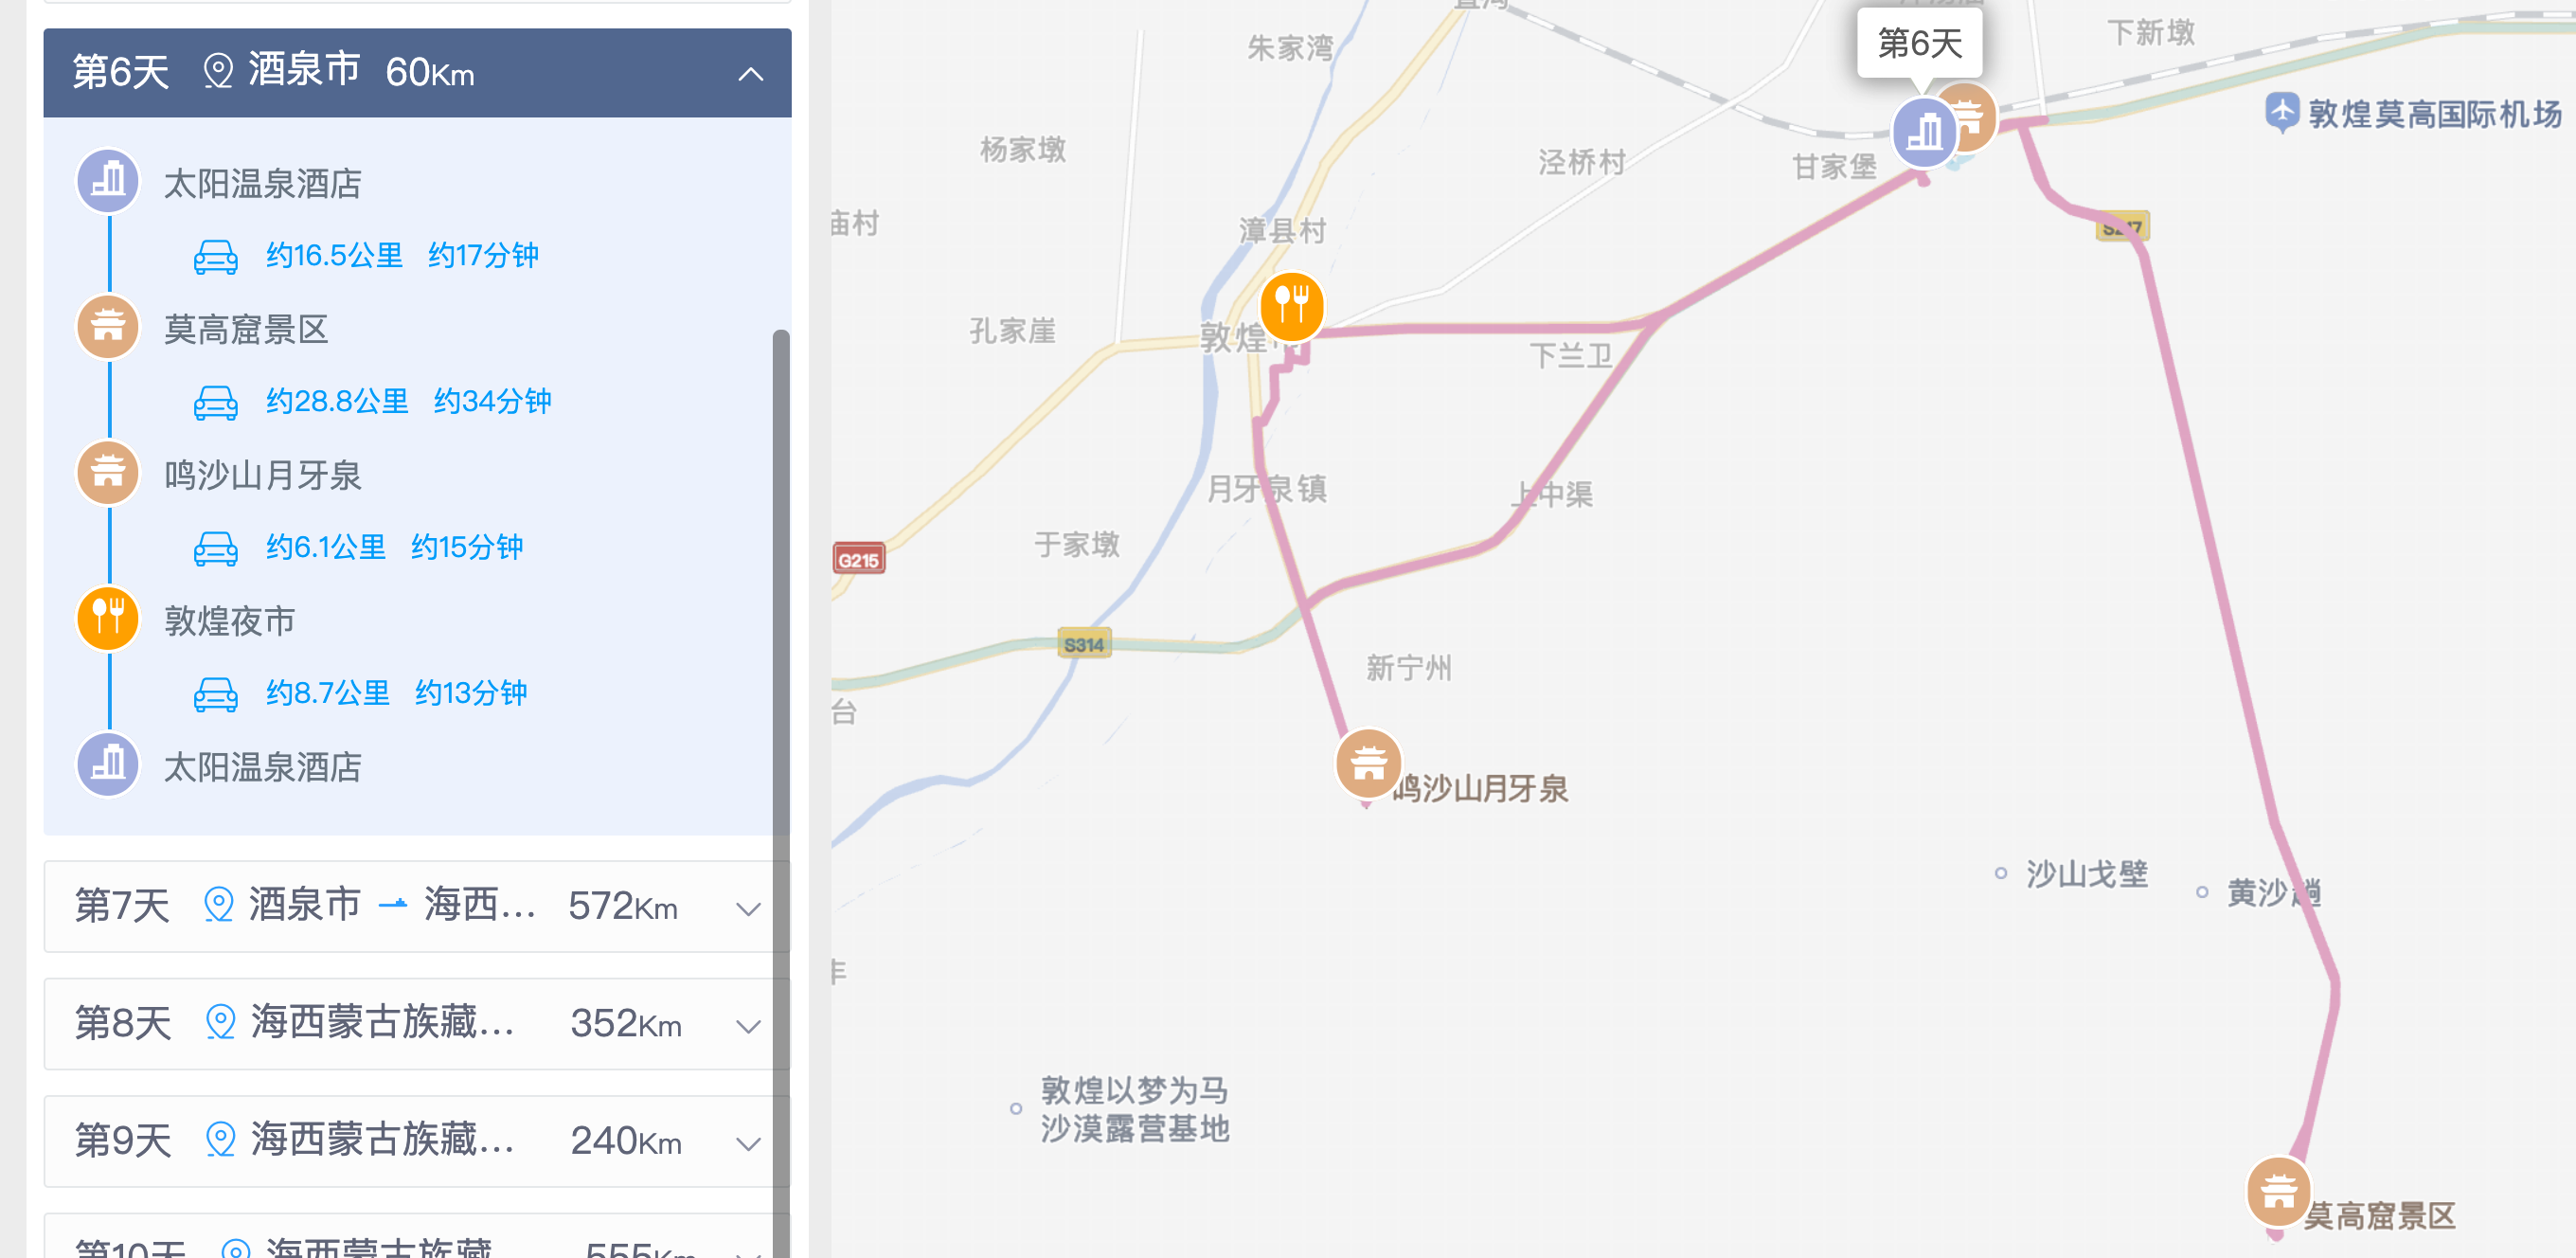 第6天 酒泉市 60Km
太阳温泉酒店
约16.5公里 约17分钟
莫高窟景区
约28.8公里 约34分钟
鸣沙山月牙泉
约6.1公里 约15分钟
敦煌夜市
约8.7公里 约13分钟
太阳温泉酒店
第7天 酒泉市 海西... 572Km
第8天 海西蒙古族藏... 352Km
第9天 海西蒙古族藏... 240Km
第10天 海西蒙古族藏 555Km
第6天
朱家湾
下新墩
敦煌莫高国际机场
杨家墩
泾桥村
甘家堡
庙村
漳县村
S217
孔家崖
敦煌
下兰卫
月牙泉镇
上中渠
于家墩
G215
S314
新宁州
台
鸣沙山月牙泉
沙山戈壁
黄沙趟
敦煌以梦为马
沙漠露营基地
莫高窟景区